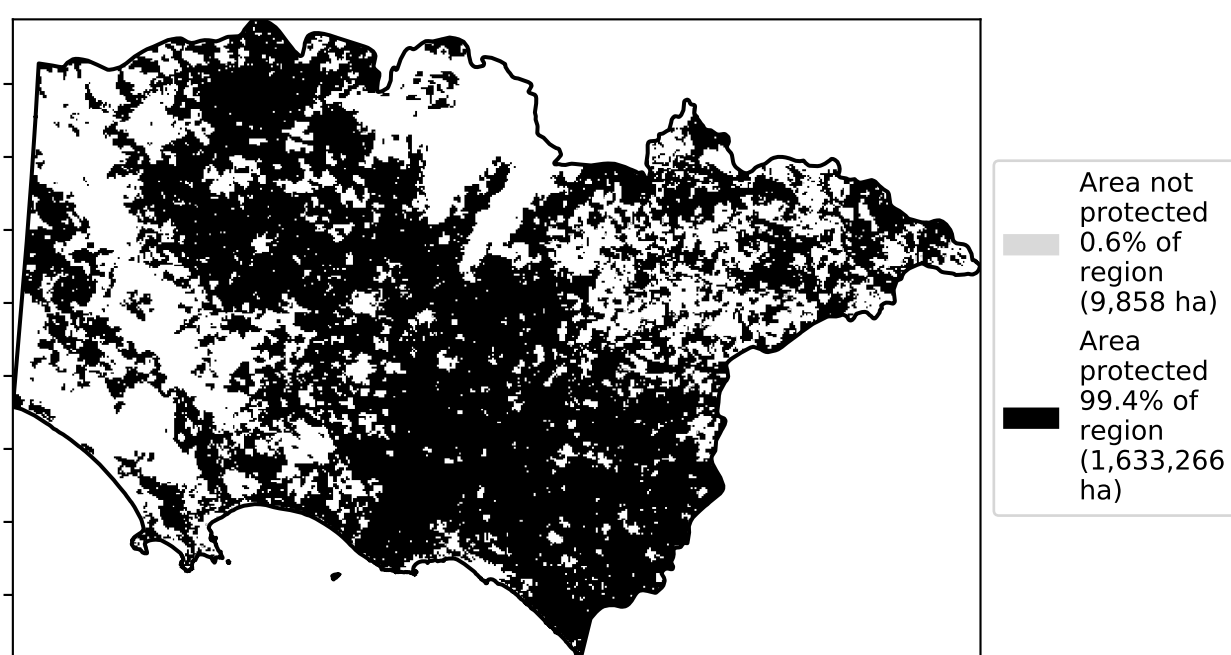 Area not
protected
0.6% of
region
(9,858 ha)
Area
protected
99.4% of
region
(1,633,266
ha)